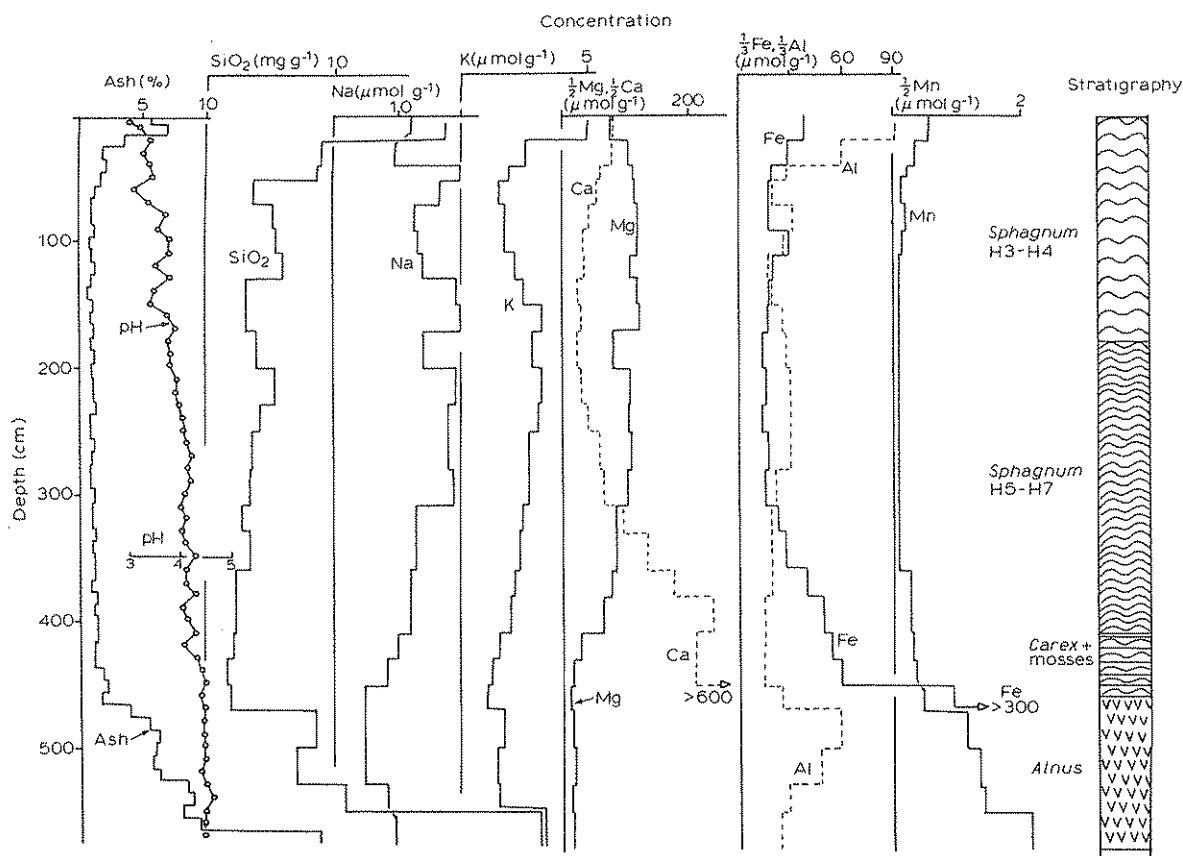 Concentration
SiO₂ (mg g⁻¹) 10
K (μmol g⁻¹) 5
⅓Fe, ⅓Al
(μmol g⁻¹) 60 90
Ash (%)
5 10
Na (μmol g⁻¹)
10
½Mg, ½Ca
(μmol g⁻¹) 200
½Mn
(μmol g⁻¹) 2
Stratigraphy
Fe
Al
Ca
Mg
Mn
Sphagnum
H3-H4
100
SiO₂
Na
K
pH
200
Depth (cm)
300
Sphagnum
H5-H7
pH
3 4 5
400
Ca
>600
Fe
Carex +
mosses
Mg
Fe
>300
Ash
500
Al
Alnus